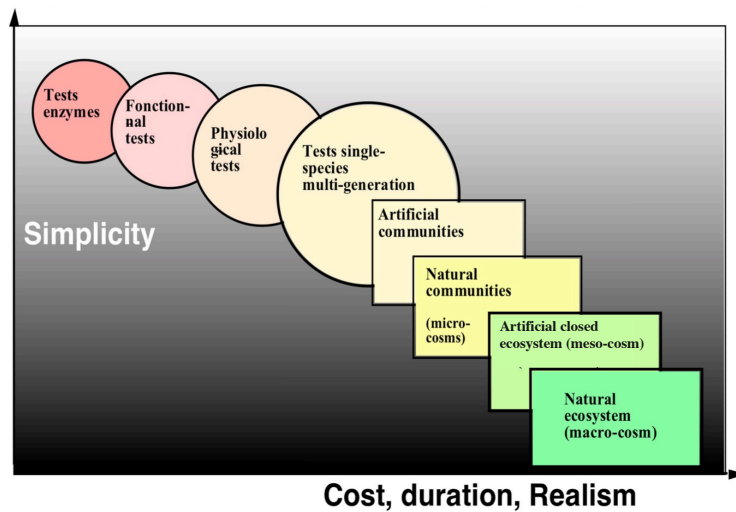 Tests
enzymes
Fonction-
nal
tests
Physiolo
gical
tests
Tests single-
species
multi-generation
Simplicity
Artificial
communities
Natural
communities
(micro-
cosms)
Artificial closed
ecosystem (meso-cosm)
Natural
ecosystem
(macro-cosm)
Cost, duration, Realism